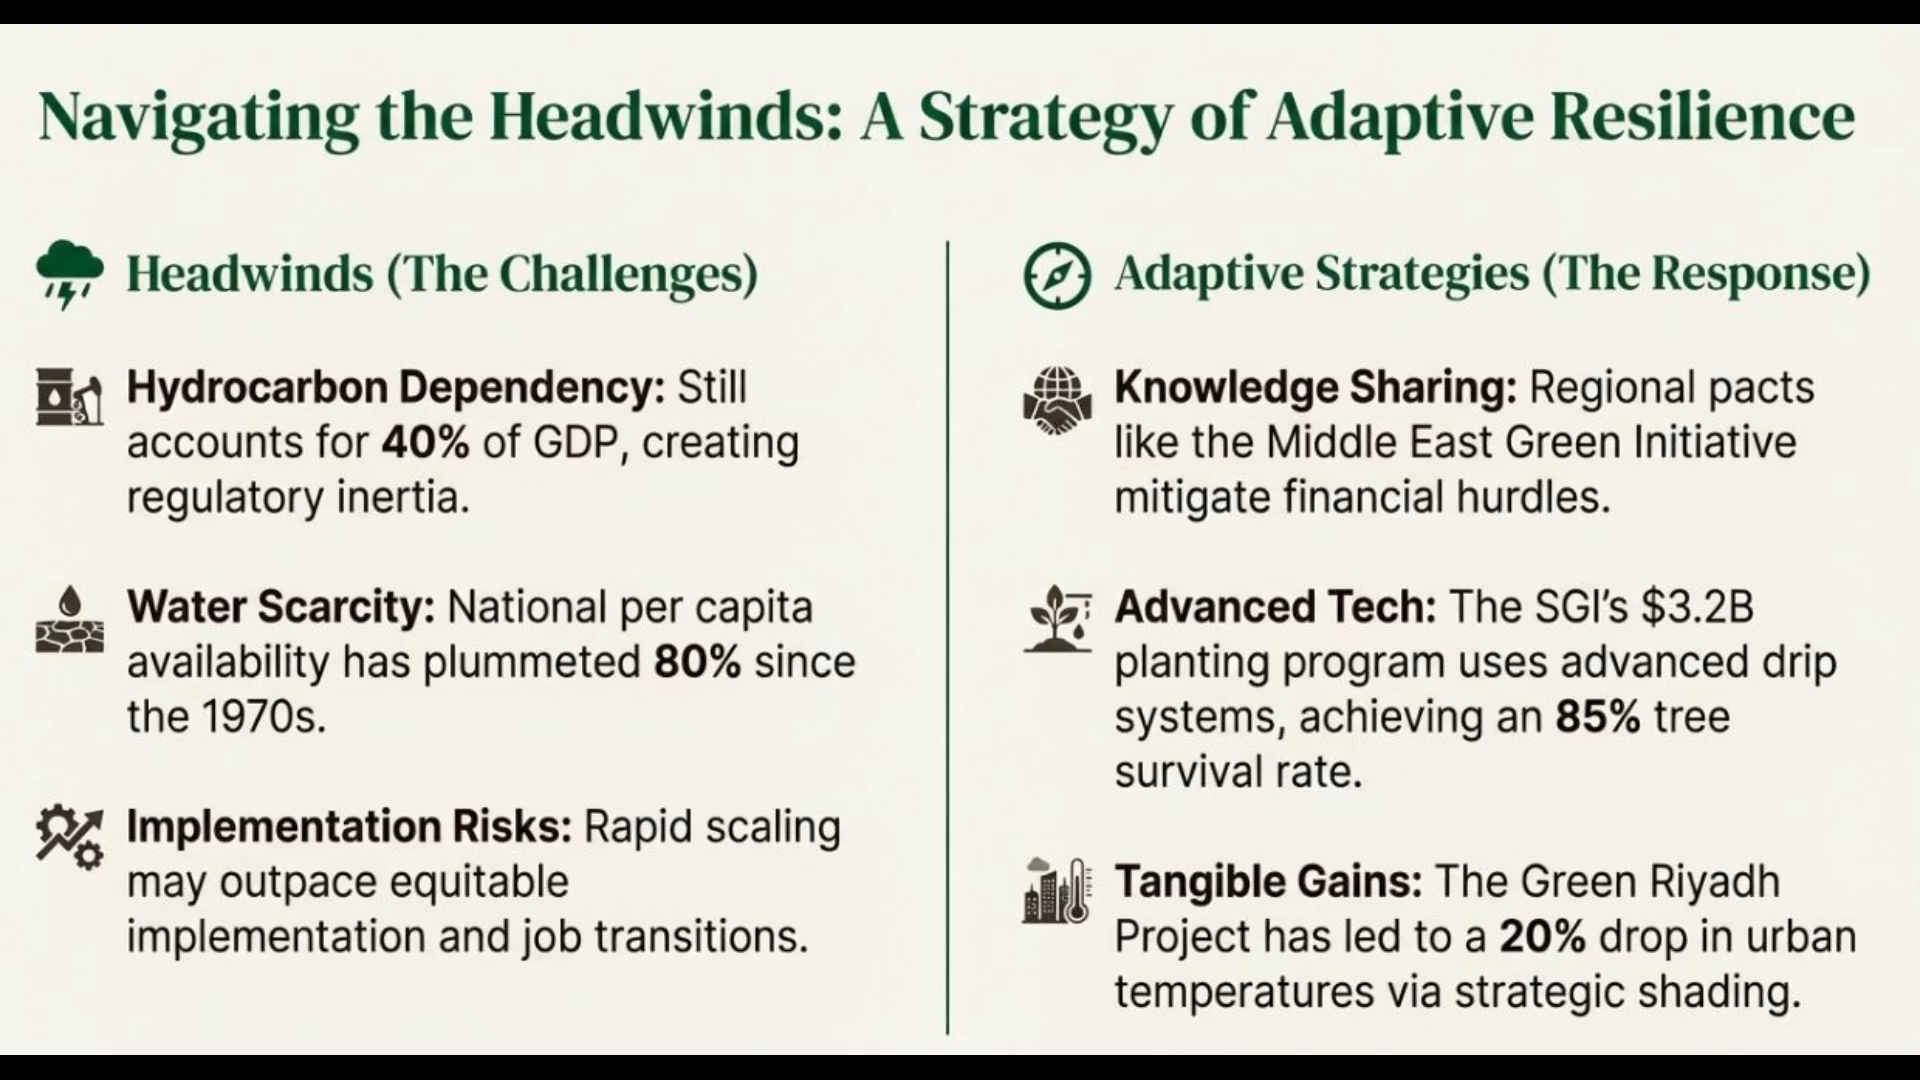 Navigating the Headwinds: A Strategy of Adaptive Resilience
Headwinds (The Challenges)
Hydrocarbon Dependency: Still
accounts for 40% of GDP, creating
regulatory inertia.
Water Scarcity: National per capita
availability has plummeted 80% since
the 1970s.
Implementation Risks: Rapid scaling
may outpace equitable
implementation and job transitions.
Adaptive Strategies (The Response)
Knowledge Sharing: Regional pacts
like the Middle East Green Initiative
mitigate financial hurdles.
Advanced Tech: The SGI’s $3.2B
planting program uses advanced drip
systems, achieving an 85% tree
survival rate.
Tangible Gains: The Green Riyadh
Project has led to a 20% drop in urban
temperatures via strategic shading.